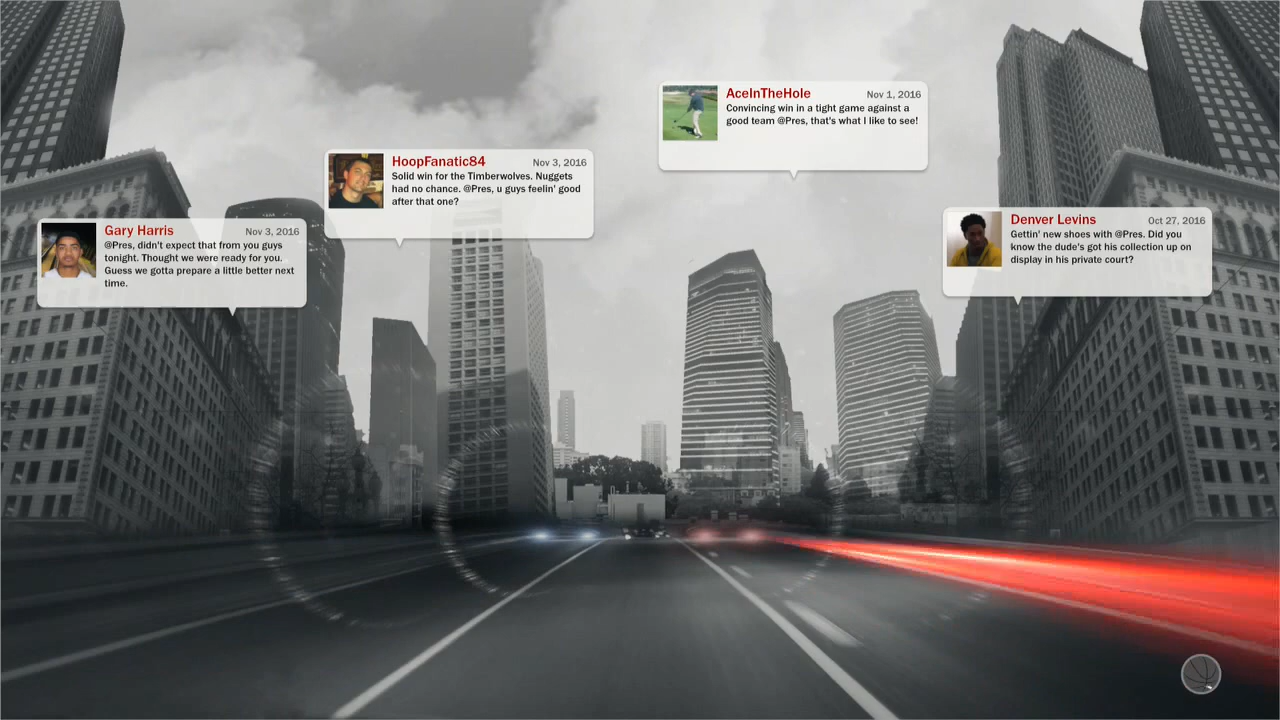 AceInTheHole Nov 1, 2016
Convincing win in a tight game against a
good team @Pres, that's what I like to see!
HoopFanatic84 Nov 3, 2016
Solid win for the Timberwolves. Nuggets
had no chance. @Pres, u guys feelin' good
after that one?
Gary Harris Nov 3, 2016
@Pres, didn't expect that from you guys
tonight. Thought we were ready for you.
Guess we gotta prepare a little better next
time.
Denver Levins Oct 27, 2016
Gettin' new shoes with @Pres. Did you
know the dude's got his collection up on
display in his private court?